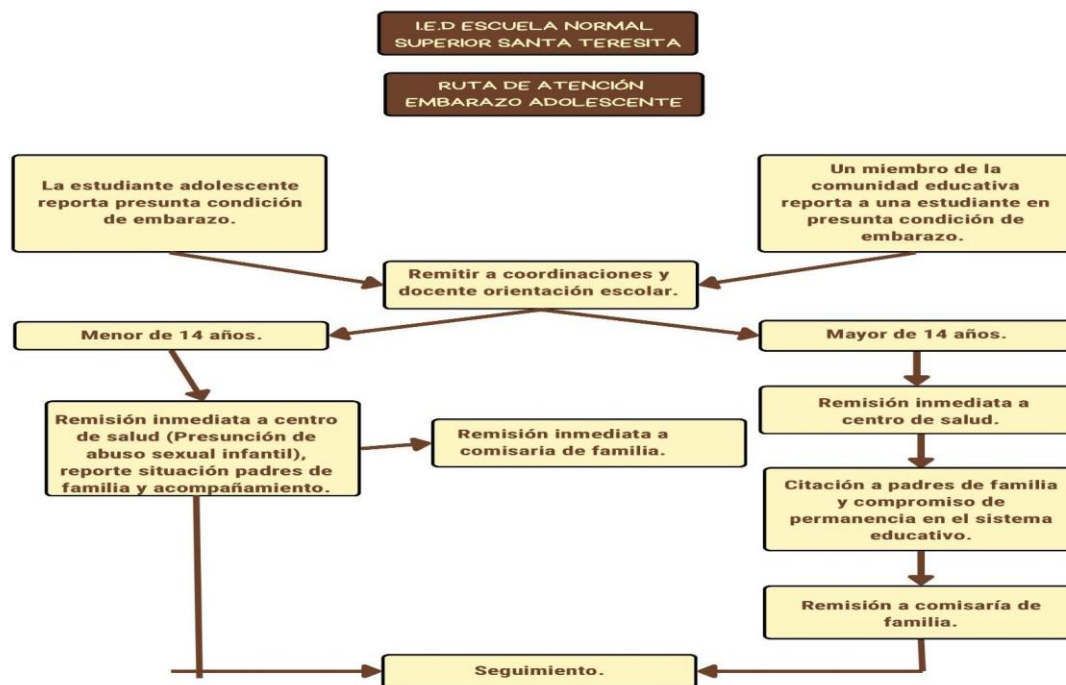 I.E.D ESCUELA NORMAL
SUPERIOR SANTA TERESITA
RUTA DE ATENCIÓN
EMBARAZO ADOLESCENTE
La estudiante adolescente
reporta presunta condición
de embarazo.
Un miembro de la
comunidad educativa
reporta a una estudiante en
presunta condición de
embarazo.
Remitir a coordinaciones y
docente orientación escolar.
Menor de 14 años.
Mayor de 14 años.
Remisión inmediata a centro
de salud (Presunción de
abuso sexual infantil),
reporte situación padres de
familia y acompañamiento.
Remisión inmediata a
comisaria de familia.
Remisión inmediata a
centro de salud.
Citación a padres de familia
y compromiso de
permanencia en el sistema
educativo.
Remisión a comisaría de
familia.
Seguimiento.